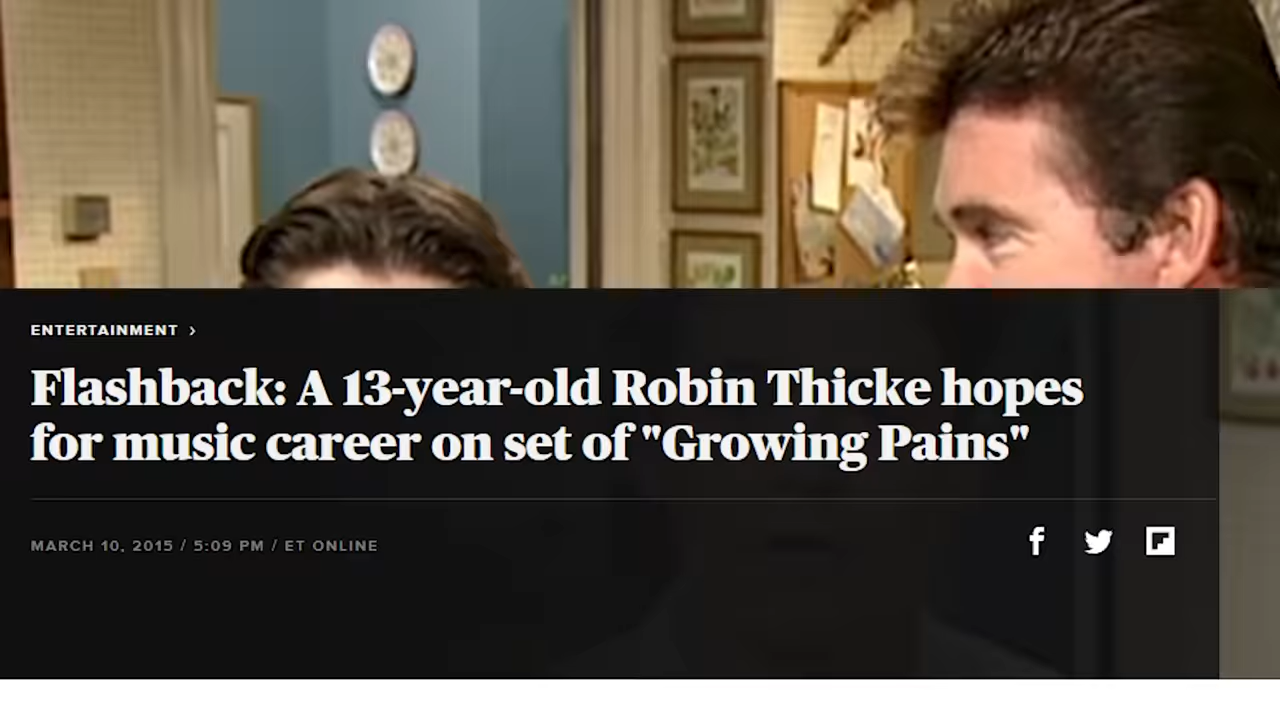 ENTERTAINMENT ›
Flashback: A 13-year-old Robin Thicke hopes
for music career on set of "Growing Pains"
MARCH 10, 2015 / 5:09 PM / ET ONLINE